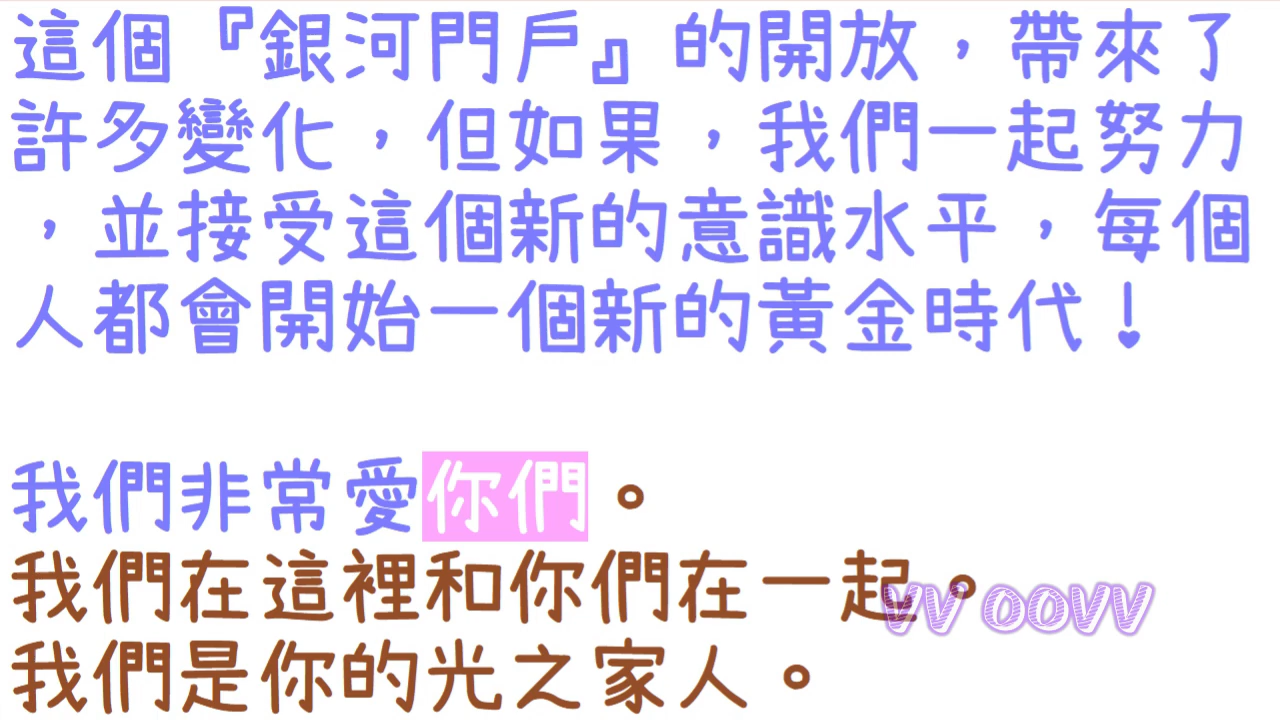 這個『銀河門戶』的開放，帶來了
許多變化，但如果，我們一起努力
，並接受這個新的意識水平，每個
人都會開始一個新的黃金時代！
我們非常愛你們。
我們在這裡和你們在一起。
vv oovv
我們是你的光之家人。